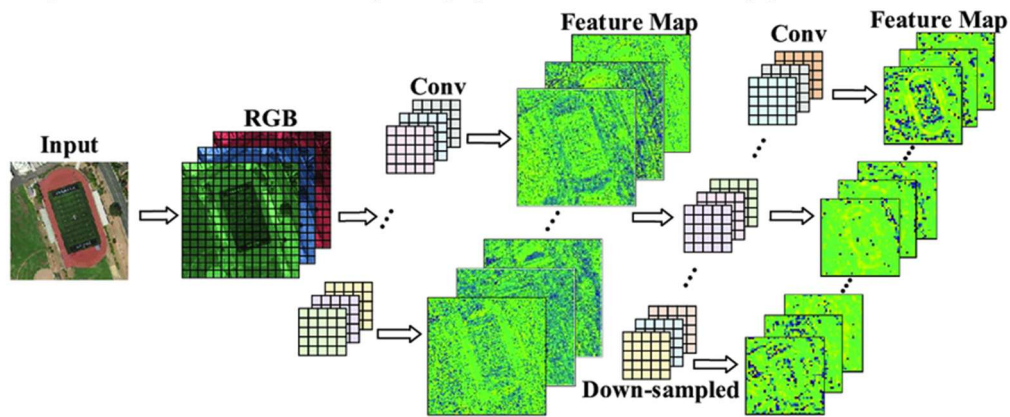 Feature Map
Conv
Feature Map
Conv
RGB
Input
Down-sampled